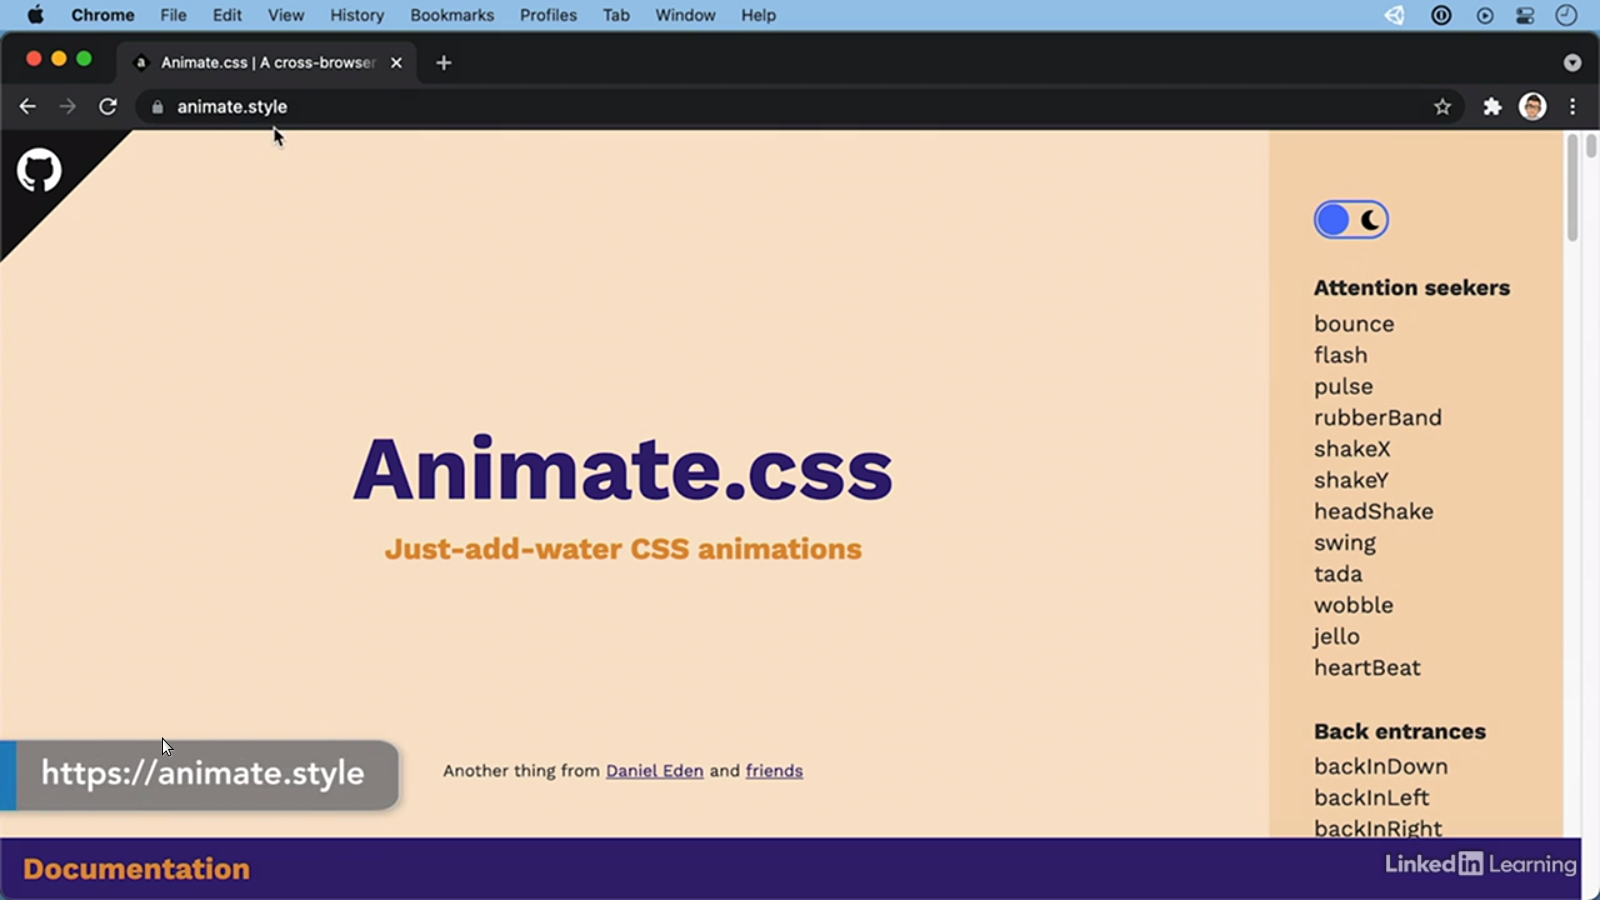 Chrome File Edit View History Bookmarks Profiles Tab Window Help
Animate.css | A cross-browser
animate.style
Attention seekers
bounce
flash
pulse
rubberBand
shakeX
shakeY
headShake
swing
tada
wobble
jello
heartBeat
Back entrances
backInDown
backInLeft
backInRight
Animate.css
Just-add-water CSS animations
Another thing from Daniel Eden and friends
https://animate.style
Documentation
LinkedIn Learning